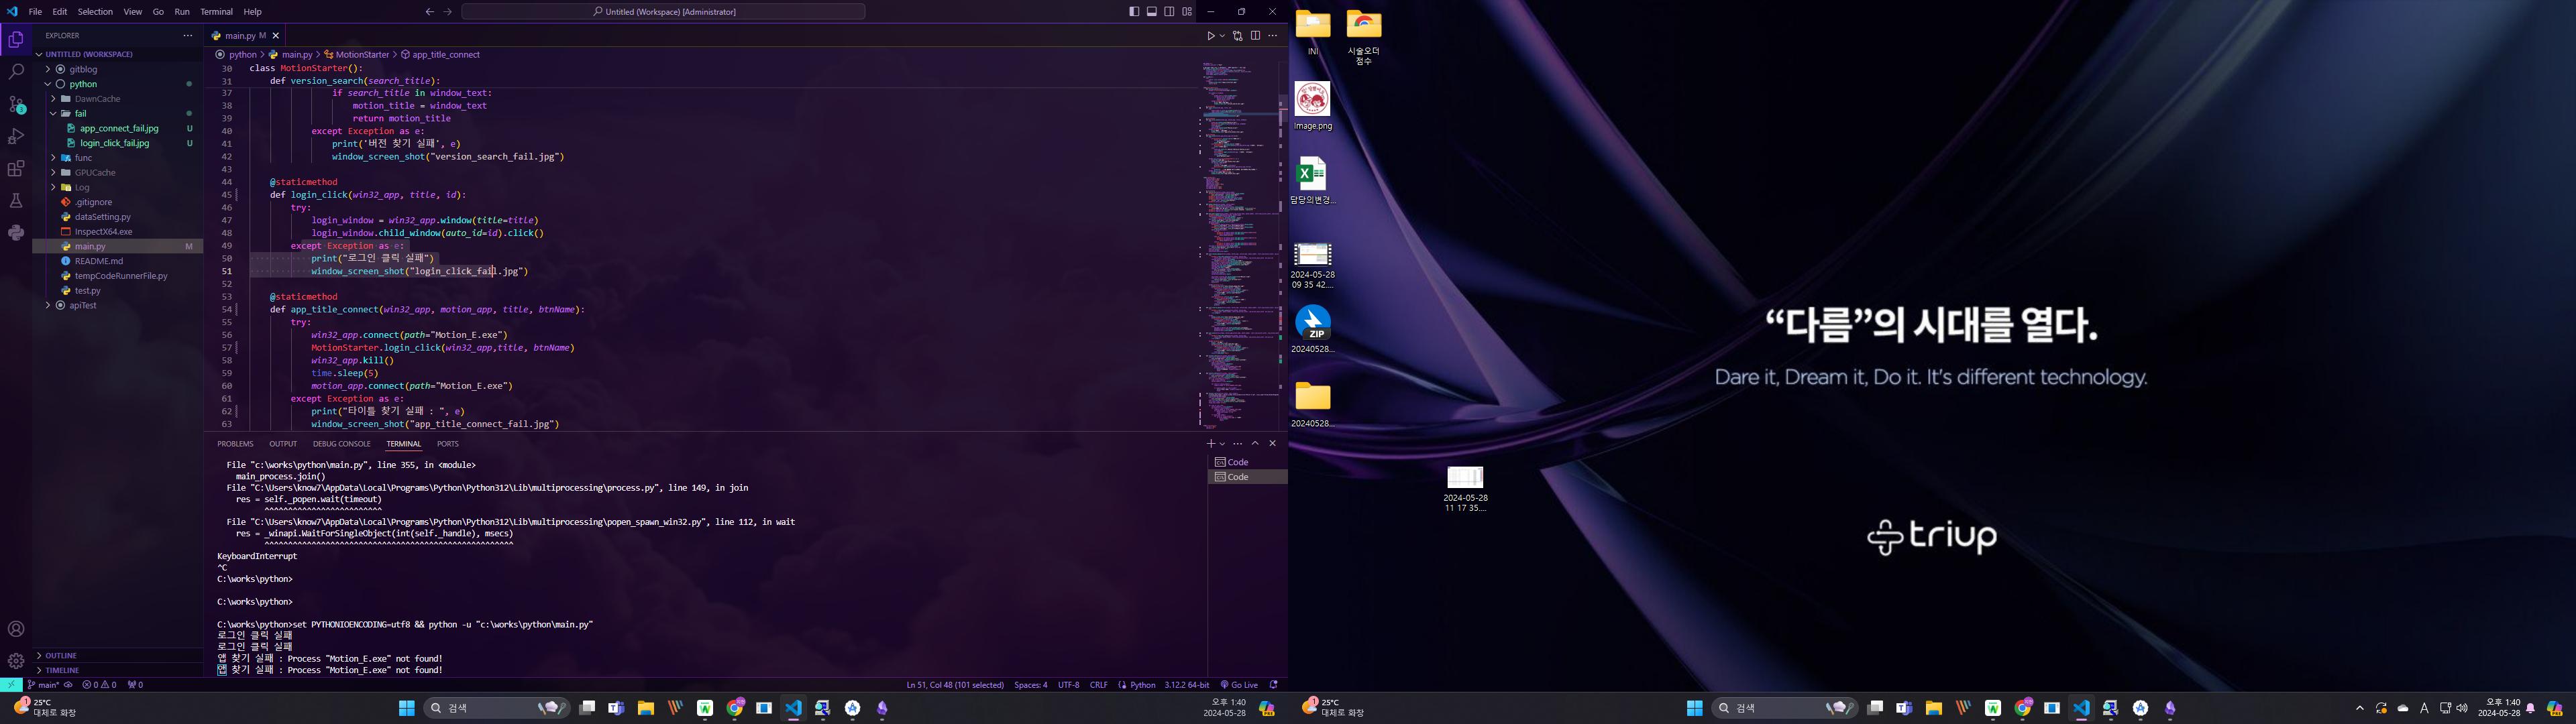 File Edit Selection View Go Run Terminal Help
Untitled (Workspace) [Administrator]
EXPLORER
UNTITLED (WORKSPACE)
gitblog
python
DawnCache
fail
app_connect_fail.jpg U
login_click_fail.jpg U
func
GPUCache
Log
.gitignore
dataSetting.py
InspectX64.exe
main.py M
README.md
tempCodeRunnerFile.py
test.py
apiTest
OUTLINE
TIMELINE
main.py M
python > main.py > MotionStarter > app_title_connect
30 class MotionStarter():
31 def version_search(search_title):
37 if search_title in window_text:
38 motion_title = window_text
39 return motion_title
40 except Exception as e:
41 print('버전 찾기 실패', e)
42 window_screen_shot("version_search_fail.jpg")
43
44 @staticmethod
45 def login_click(win32_app, title, id):
46 try:
47 login_window = win32_app.window(title=title)
48 login_window.child_window(auto_id=id).click()
49 except Exception as e:
50 print("로그인 클릭 실패")
51 window_screen_shot("login_click_fail.jpg")
52
53 @staticmethod
54 def app_title_connect(win32_app, motion_app, title, btnName):
55 try:
56 win32_app.connect(path="Motion_E.exe")
57 MotionStarter.login_click(win32_app,title, btnName)
58 win32_app.kill()
59 time.sleep(5)
60 motion_app.connect(path="Motion_E.exe")
61 except Exception as e:
62 print("타이틀 찾기 실패 : ", e)
63 window_screen_shot("app_title_connect_fail.jpg")
PROBLEMS OUTPUT DEBUG CONSOLE TERMINAL PORTS
Code
Code
File "c:\works\python\main.py", line 355, in <module>
main_process.join()
File "C:\Users\know7\AppData\Local\Programs\Python\Python312\Lib\multiprocessing\process.py", line 149, in join
res = self._popen.wait(timeout)
^^^^^^^^^^^^^^^^^^^^^^^^^
File "C:\Users\know7\AppData\Local\Programs\Python\Python312\Lib\multiprocessing\popen_spawn_win32.py", line 112, in wait
res = _winapi.WaitForSingleObject(int(self._handle), msecs)
^^^^^^^^^^^^^^^^^^^^^^^^^^^^^^^^^^^^^^^^^^^^^^^^^^^^^
KeyboardInterrupt
^C
C:\works\python>
C:\works\python>
C:\works\python>set PYTHONIOENCODING=utf8 && python -u "c:\works\python\main.py"
로그인 클릭 실패
로그인 클릭 실패
앱 찾기 실패 : Process "Motion_E.exe" not found!
앱 찾기 실패 : Process "Motion_E.exe" not found!
main* 0 0 0
Ln 51, Col 48 (101 selected) Spaces: 4 UTF-8 CRLF Python 3.12.2 64-bit Go Live
25°C
대체로 화창
검색
오후 1:40
2024-05-28
INI
시술오더
점수
Image.png
담당의변경...
2024-05-28
09 35 42....
ZIP
20240528...
20240528...
2024-05-28
11 17 35....
“다름”의 시대를 열다.
Dare it, Dream it, Do it. It's different technology.
triup
25°C
대체로 화창
검색
A
오후 1:40
2024-05-28